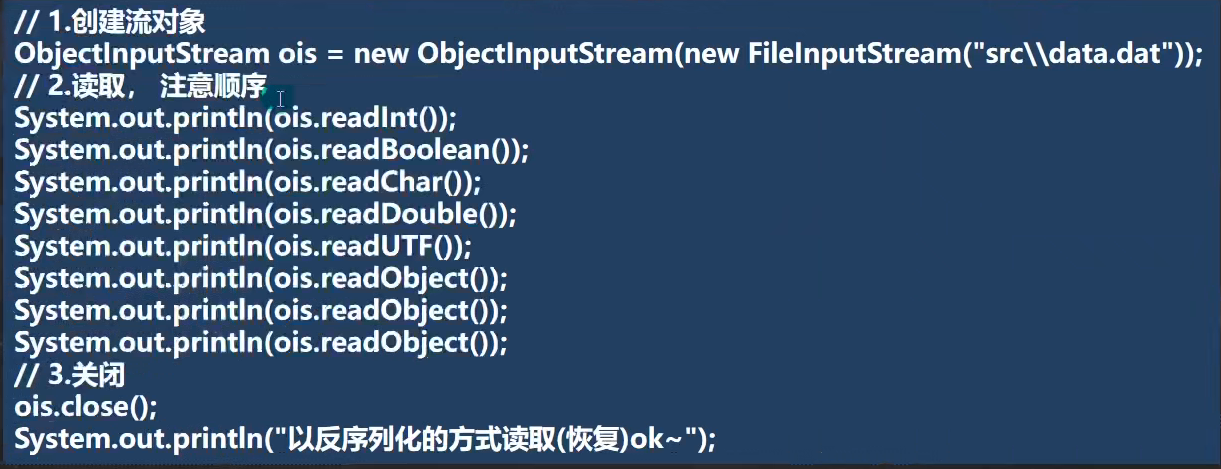 // 1.创建流对象
ObjectInputStream ois = new ObjectInputStream(new FileInputStream("src\\data.dat"));
// 2.读取， 注意顺序
System.out.println(ois.readInt());
System.out.println(ois.readBoolean());
System.out.println(ois.readChar());
System.out.println(ois.readDouble());
System.out.println(ois.readUTF());
System.out.println(ois.readObject());
System.out.println(ois.readObject());
System.out.println(ois.readObject());
// 3.关闭
ois.close();
System.out.println("以反序列化的方式读取(恢复)ok~");